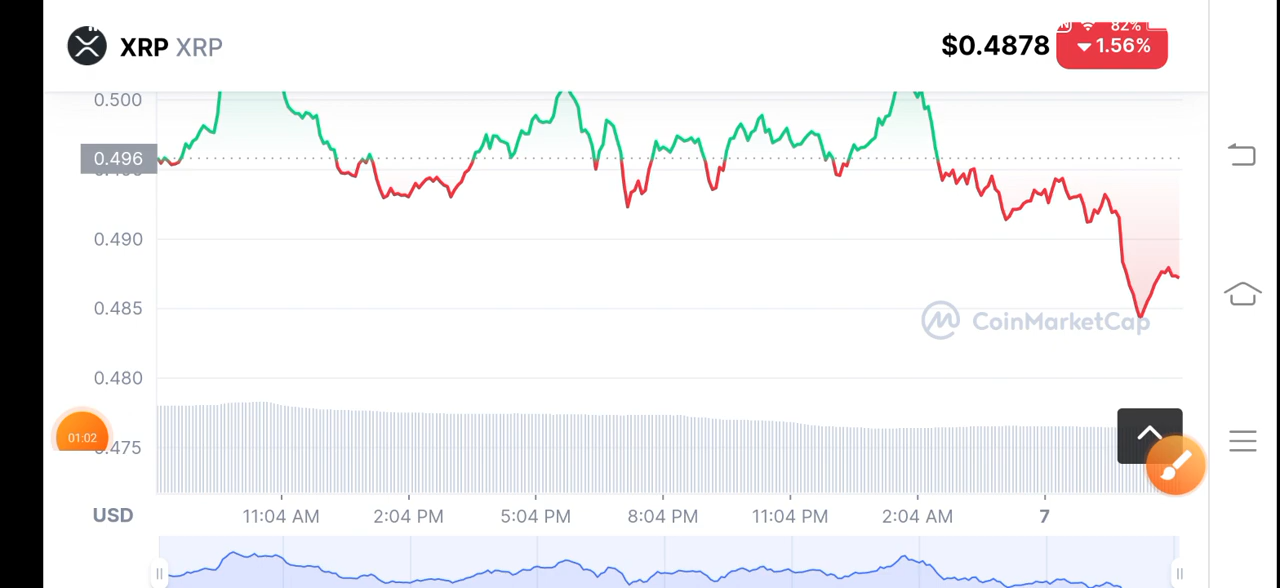 82%
XRP XRP $0.4878 1.56%
0.500
0.496
0.490
0.485
CoinMarketCap
0.480
01:02
0.475
USD 11:04 AM 2:04 PM 5:04 PM 8:04 PM 11:04 PM 2:04 AM 7